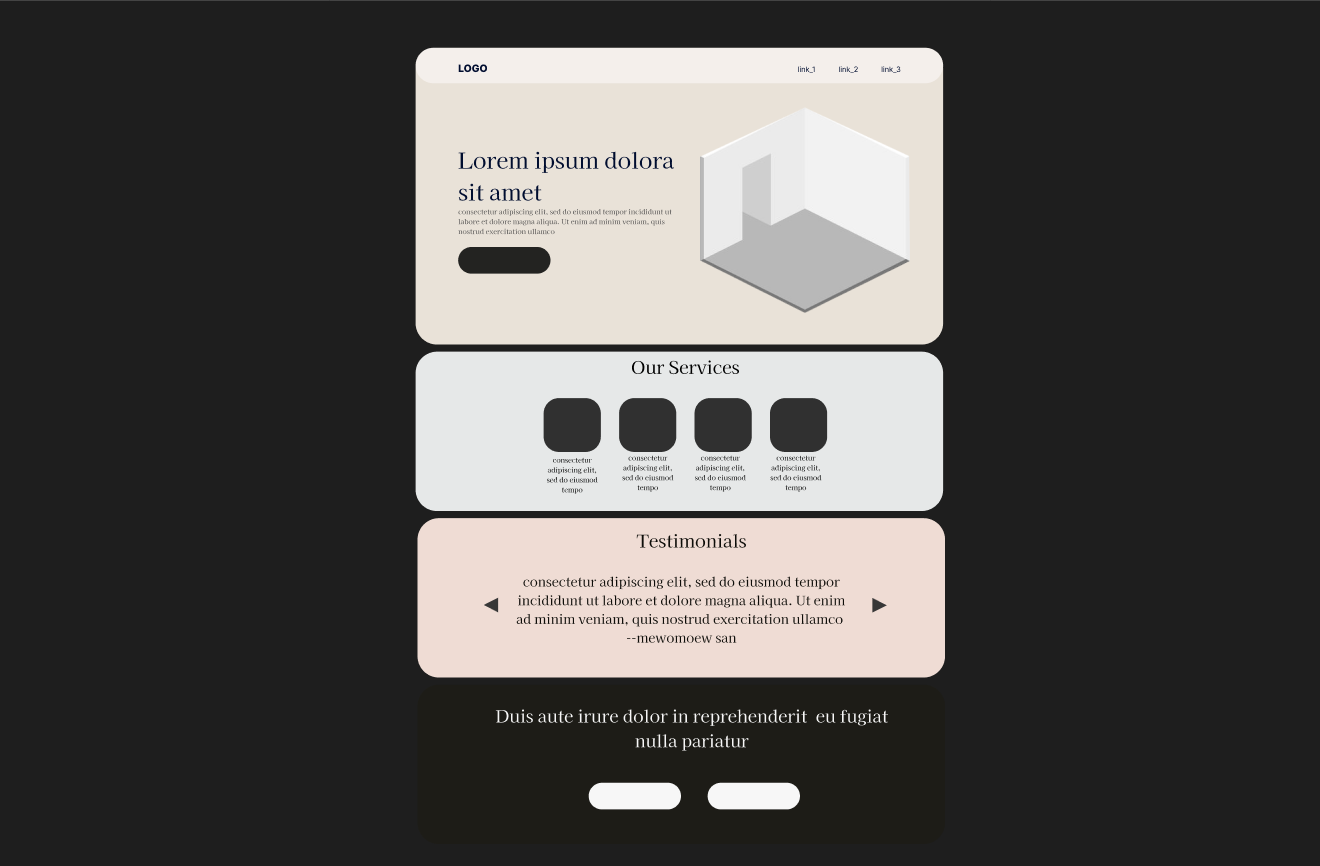 LOGO
link_1
link_2
link_3
Lorem ipsum dolora
sit amet
consectetur adipiscing elit, sed do eiusmod tempor incididunt ut
labore et dolore magna aliqua. Ut enim ad minim veniam, quis
nostrud exercitation ullamco
Our Services
consectetur
adipiscing elit,
sed do eiusmod
tempo
consectetur
adipiscing elit,
sed do eiusmod
tempo
consectetur
adipiscing elit,
sed do eiusmod
tempo
consectetur
adipiscing elit,
sed do eiusmod
tempo
Testimonials
consectetur adipiscing elit, sed do eiusmod tempor
incididunt ut labore et dolore magna aliqua. Ut enim
ad minim veniam, quis nostrud exercitation ullamco
--mewomoew san
Duis aute irure dolor in reprehenderit  eu fugiat
nulla pariatur